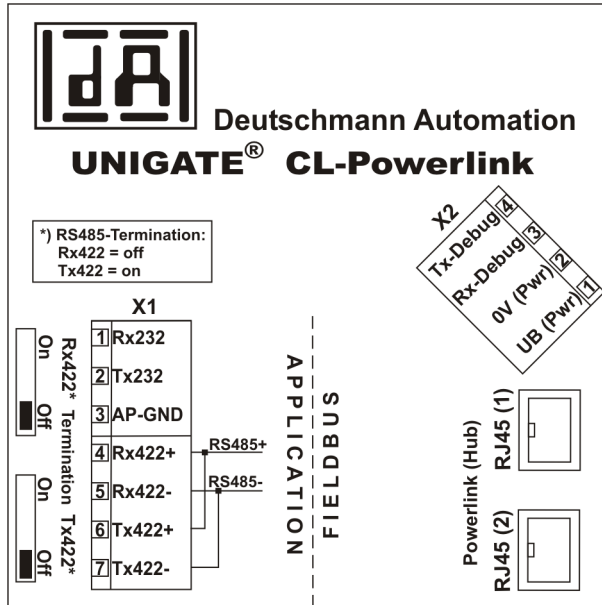 dA
Deutschmann Automation
UNIGATE® CL-Powerlink
*) RS485-Termination:
Rx422 = off
Tx422 = on
X2
4 Tx-Debug
3 Rx-Debug
2 0V (Pwr)
1 UB (Pwr)
X1
1 Rx232
2 Tx232
3 AP-GND
4 Rx422+
5 Rx422-
6 Tx422+
7 Tx422-
RS485+
RS485-
Rx422* Termination Tx422*
On
Off
On
Off
APPLICATION
FIELDBUS
Powerlink (Hub)
RJ45 (1)
RJ45 (2)